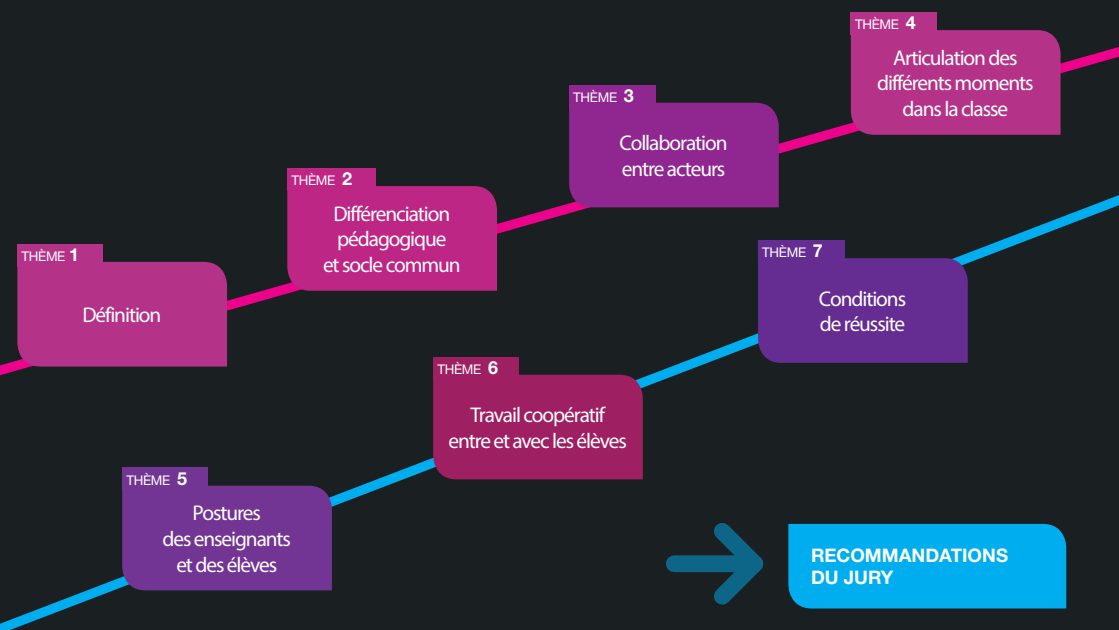 THÈME 1
Définition
THÈME 2
Différenciation
pédagogique
et socle commun
THÈME 3
Collaboration
entre acteurs
THÈME 4
Articulation des
différents moments
dans la classe
THÈME 5
Postures
des enseignants
et des élèves
THÈME 6
Travail coopératif
entre et avec les élèves
THÈME 7
Conditions
de réussite
RECOMMANDATIONS
DU JURY